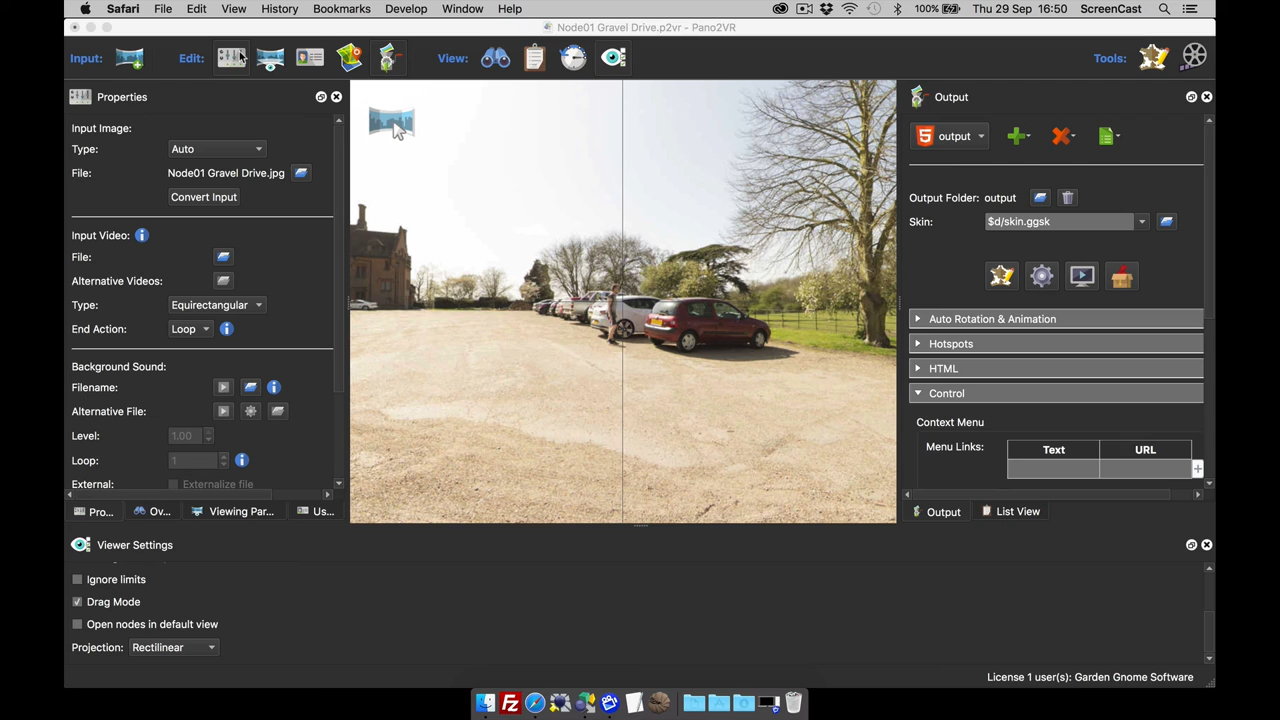 Safari File Edit View History Bookmarks Develop Window Help 100% Thu 29 Sep 16:50 ScreenCast
Node01 Gravel Drive.p2vr - Pano2VR
Input: Edit: View: Tools:
Properties
Input Image:
Type: Auto
File: Node01 Gravel Drive.jpg
Convert Input
Input Video:
File:
Alternative Videos:
Type: Equirectangular
End Action: Loop
Background Sound:
Filename:
Alternative File:
Level: 1.00
Loop: 1
External: Externalize file
Pro... Ov... Viewing Par... Us...
Output
5 output
Output Folder: output
Skin: $d/skin.ggsk
Auto Rotation & Animation
Hotspots
HTML
Control
Context Menu
Menu Links: Text URL
Output List View
Viewer Settings
Ignore limits
Drag Mode
Open nodes in default view
Projection: Rectilinear
License 1 user(s): Garden Gnome Software
Fz